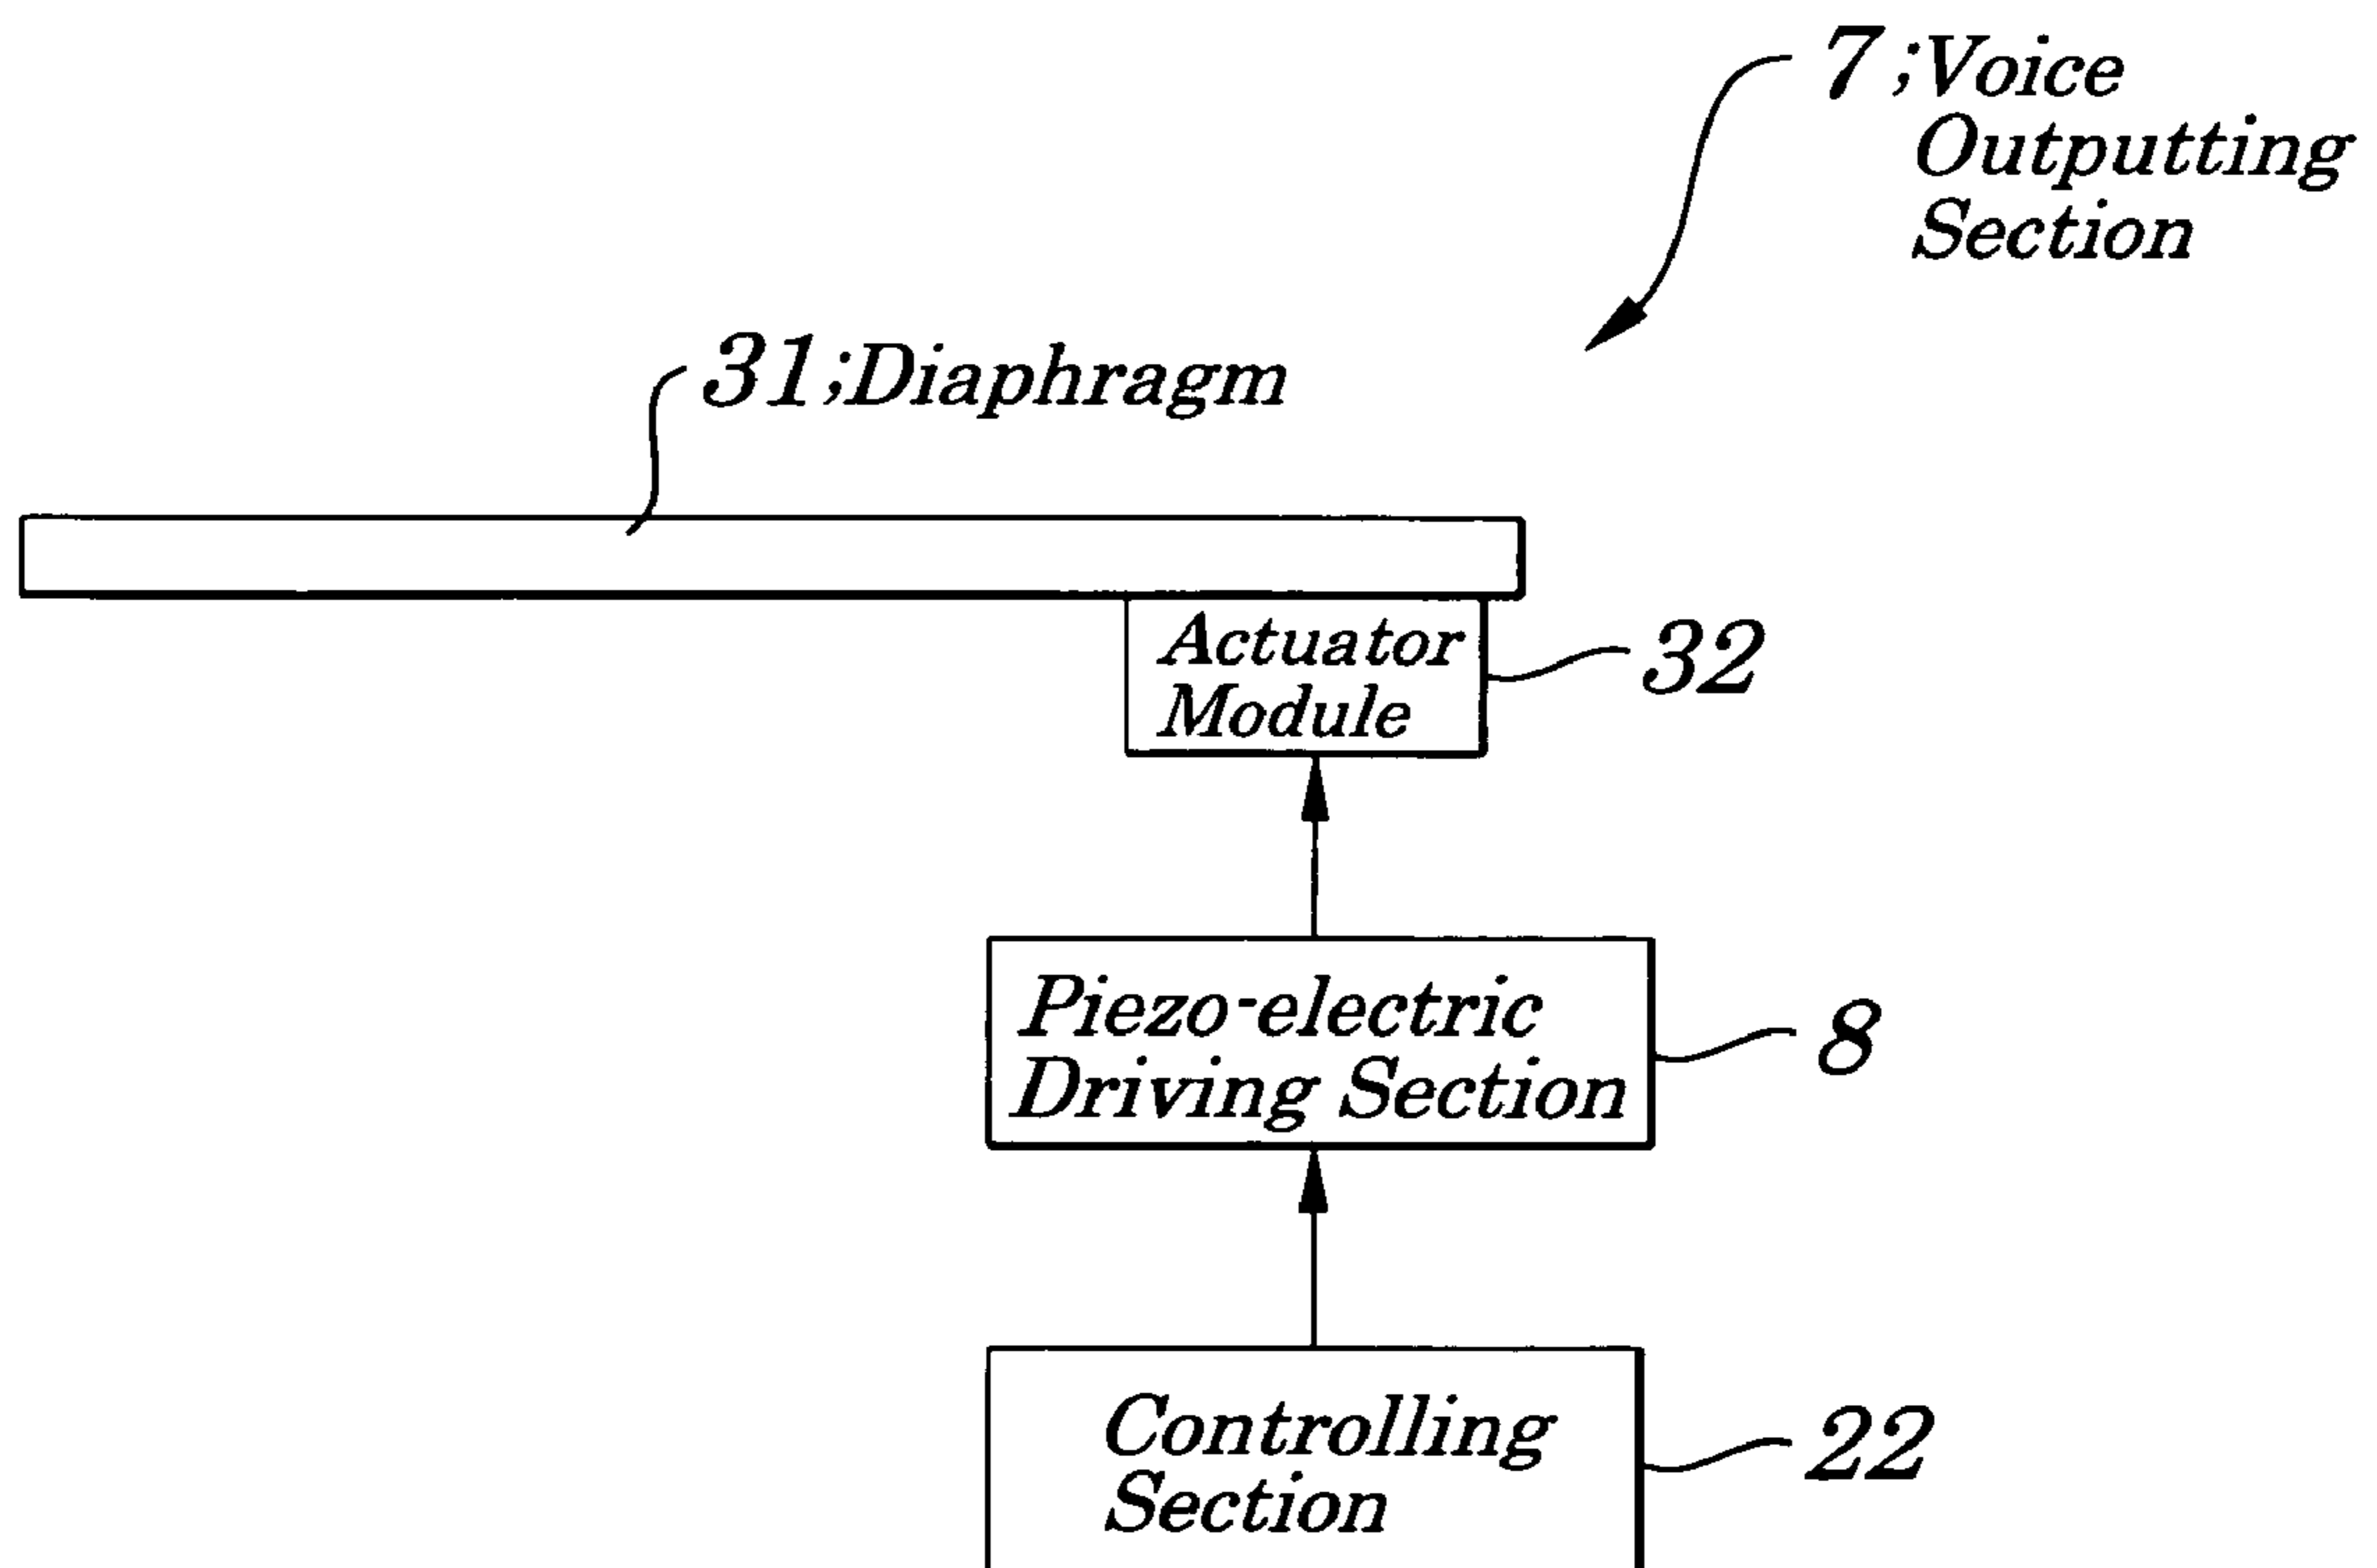 7;Voice
Outputting
Section
31;Diaphragm
Actuator
Module
32
Piezo-electric
Driving Section
8
Controlling
Section
22